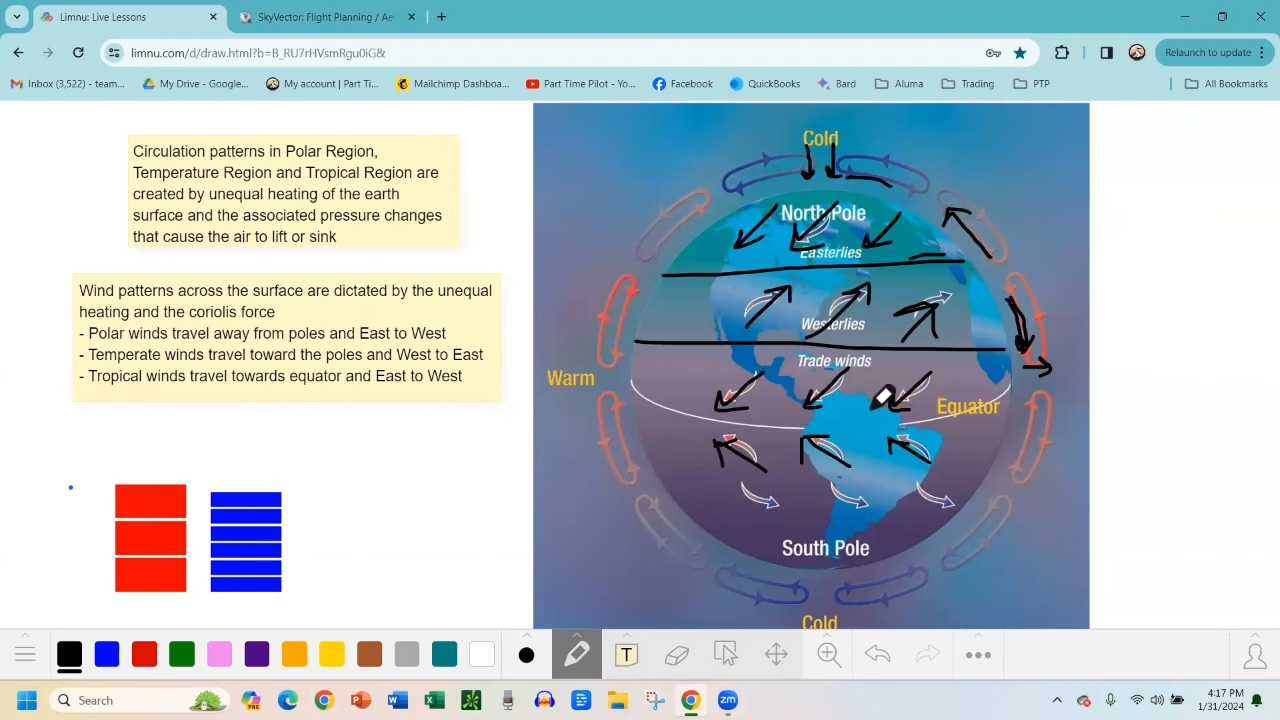 Limnu: Live Lessons
SkyVector: Flight Planning / Aer
limnu.com/d/draw.html?b=B_RU7rHVsmRgu0iG&
Relaunch to update
Inbox (3,522) - team...
My Drive - Google...
My account | Part Ti...
Mailchimp Dashboa...
Part Time Pilot - Yo...
Facebook
QuickBooks
Aluma
Trading
PTP
All Bookmarks
Circulation patterns in Polar Region,
Temperature Region and Tropical Region are
created by unequal heating of the earth
surface and the associated pressure changes
that cause the air to lift or sink
Wind patterns across the surface are dictated by the unequal
heating and the coriolis force
- Polar winds travel away from poles and East to West
- Temperate winds travel toward the poles and West to East
- Tropical winds travel towards equator and East to West
Cold
North Pole
Easterlies
Westerlies
Trade winds
Warm
Equator
South Pole
Cold
T
Search
4:17 PM
1/31/2024